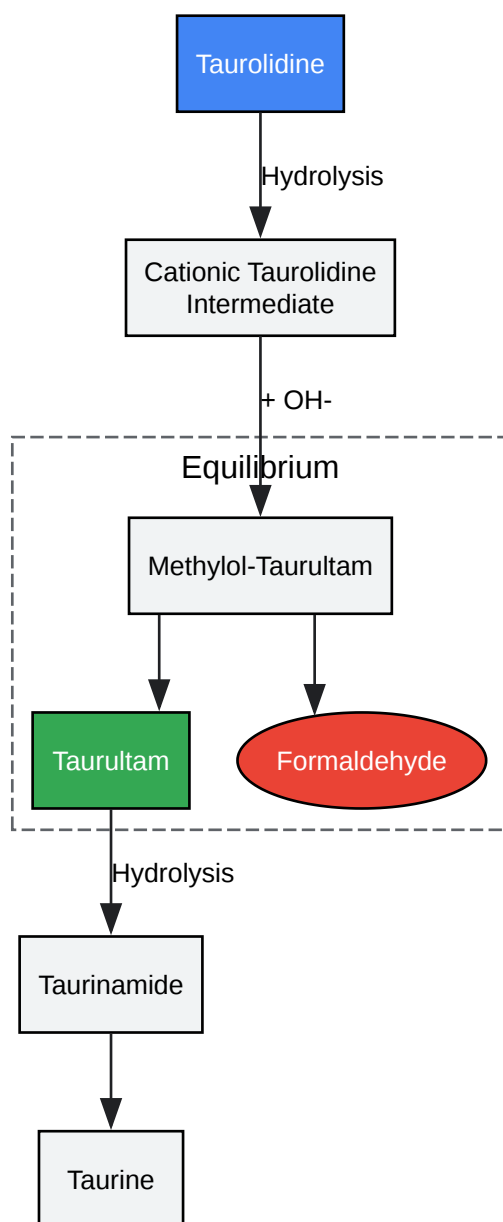 Taurolidine
Hydrolysis
Cationic Taurolidine
Intermediate
+ OH-
Equilibrium
Methylol-Taurultam
Taurultam
Formaldehyde
Hydrolysis
Taurinamide
Taurine